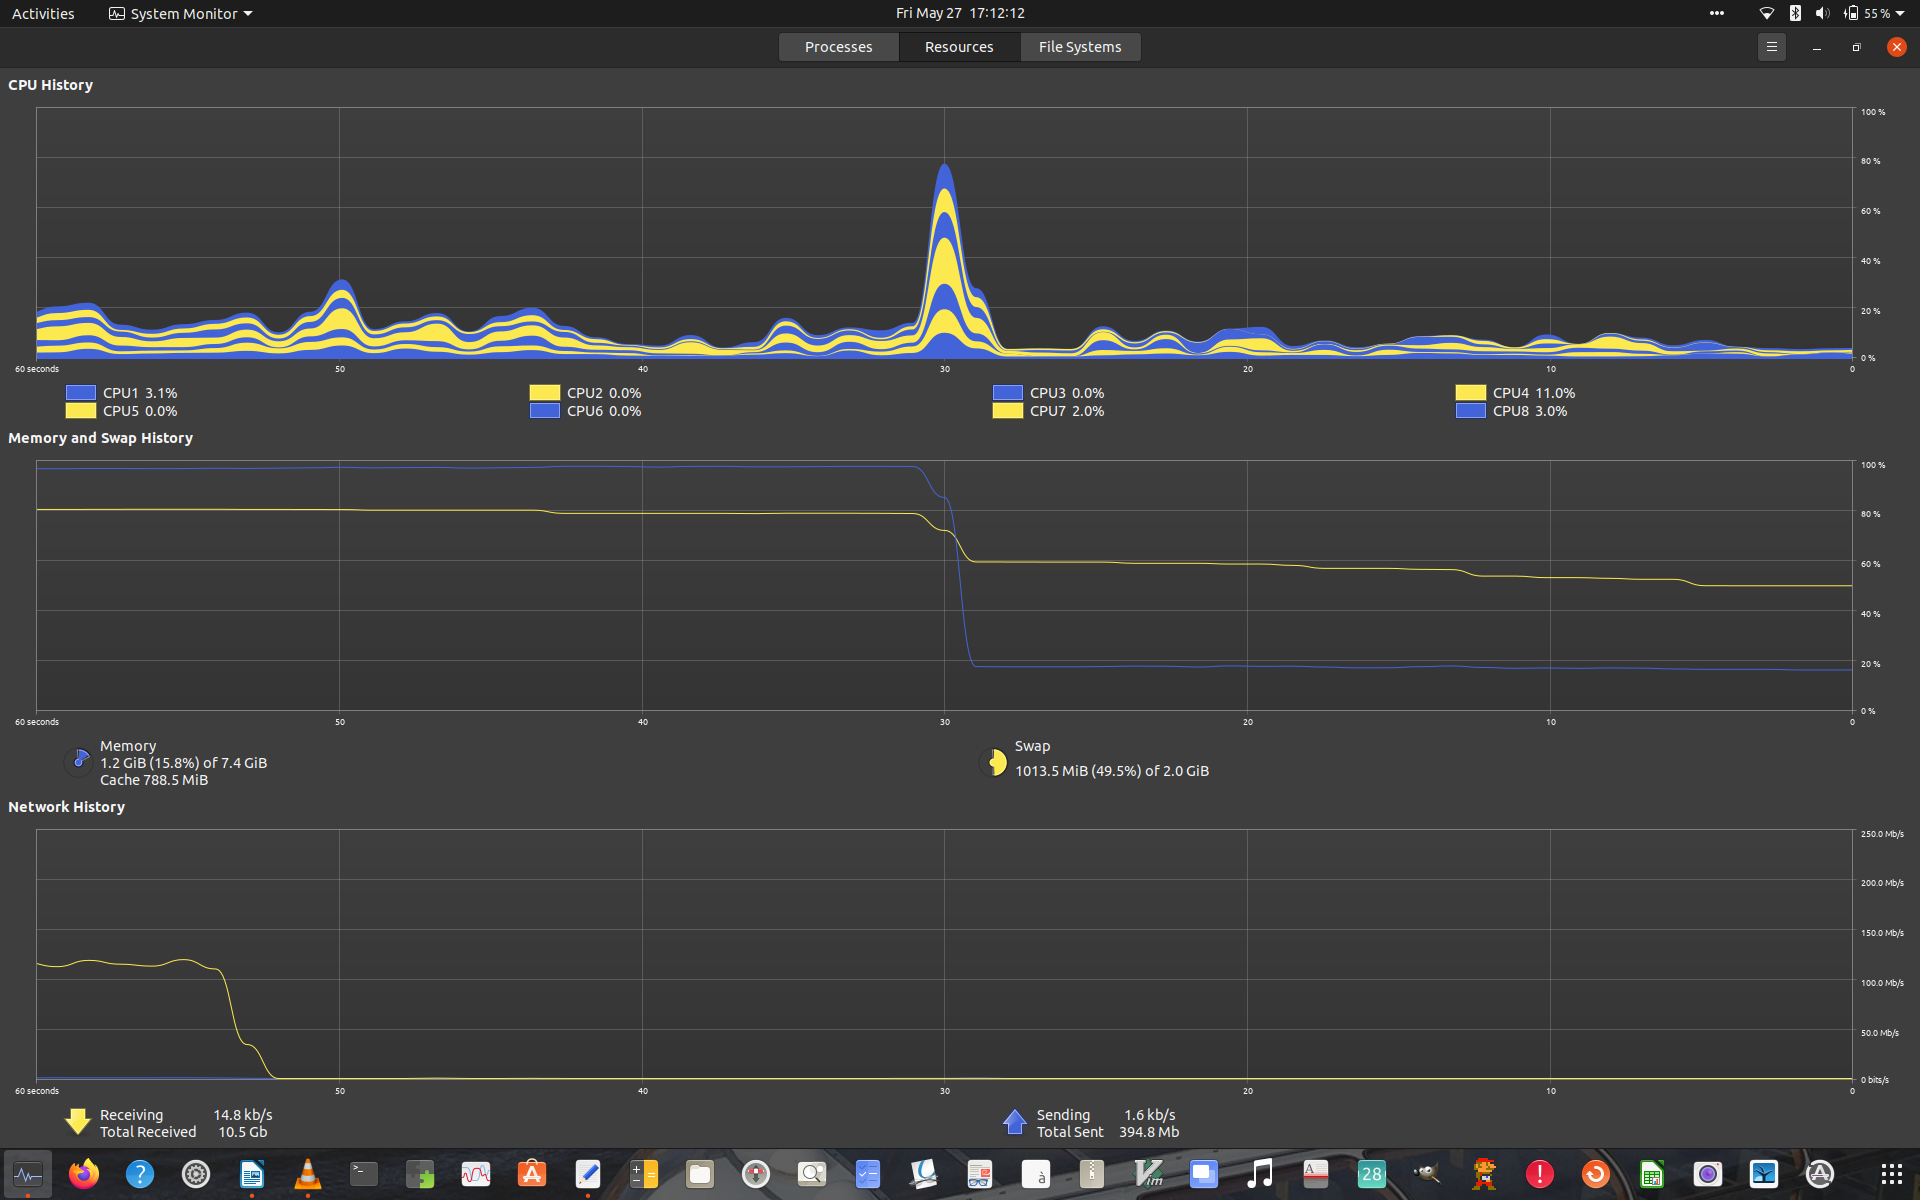 Activities System Monitor Fri May 27 17:12:12 55 %
Processes Resources File Systems
CPU History
100 %
80 %
60 %
40 %
20 %
0 %
60 seconds 50 40 30 20 10 0
CPU1 3.1% CPU2 0.0% CPU3 0.0% CPU4 11.0%
CPU5 0.0% CPU6 0.0% CPU7 2.0% CPU8 3.0%
Memory and Swap History
100 %
80 %
60 %
40 %
20 %
0 %
60 seconds 50 40 30 20 10 0
Memory
1.2 GiB (15.8%) of 7.4 GiB
Cache 788.5 MiB
Swap
1013.5 MiB (49.5%) of 2.0 GiB
Network History
250.0 Mb/s
200.0 Mb/s
150.0 Mb/s
100.0 Mb/s
50.0 Mb/s
0 bits/s
60 seconds 50 40 30 20 10 0
Receiving 14.8 kb/s
Total Received 10.5 Gb
Sending 1.6 kb/s
Total Sent 394.8 Mb
? >_ A à Vim A 28 !